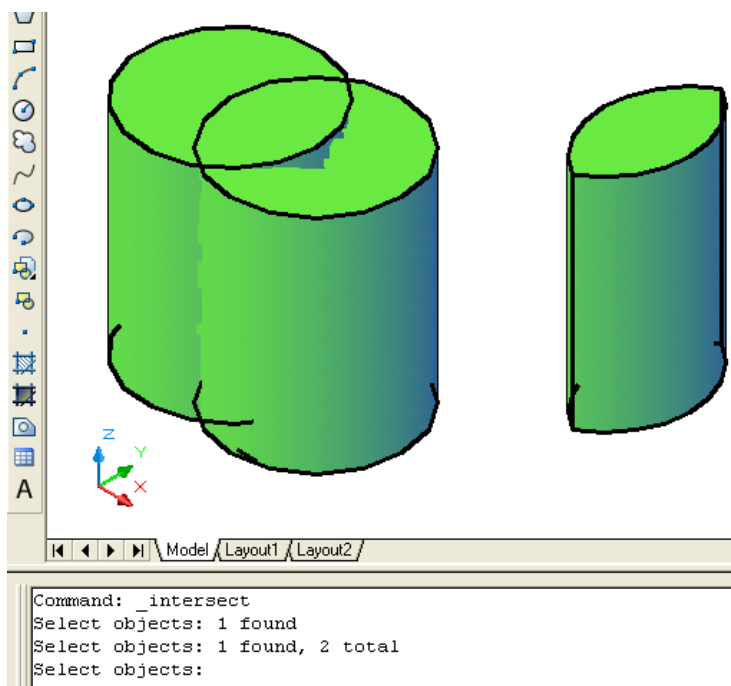 A
Z
Y
X
Model Layout1 Layout2
Command: _intersect
Select objects: 1 found
Select objects: 1 found, 2 total
Select objects: